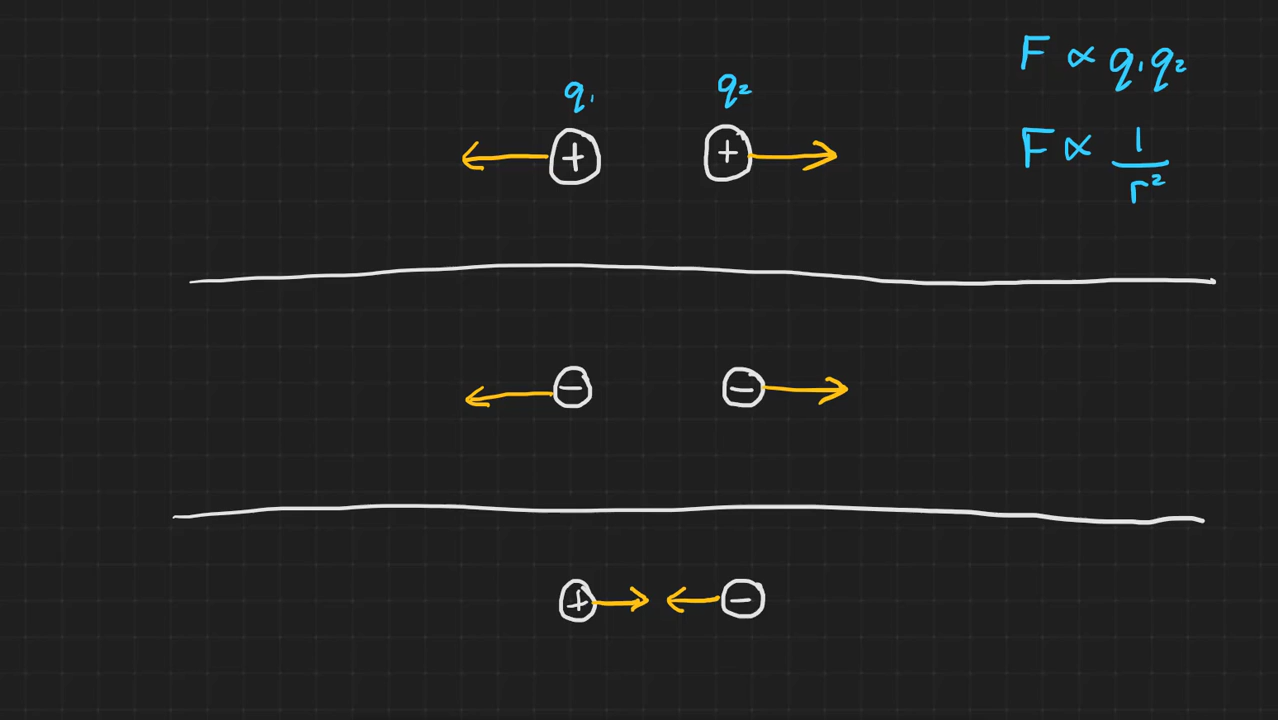 q₁ q₂ F ∝ q₁q₂
+ + F ∝ 1/r²
− −
+ −